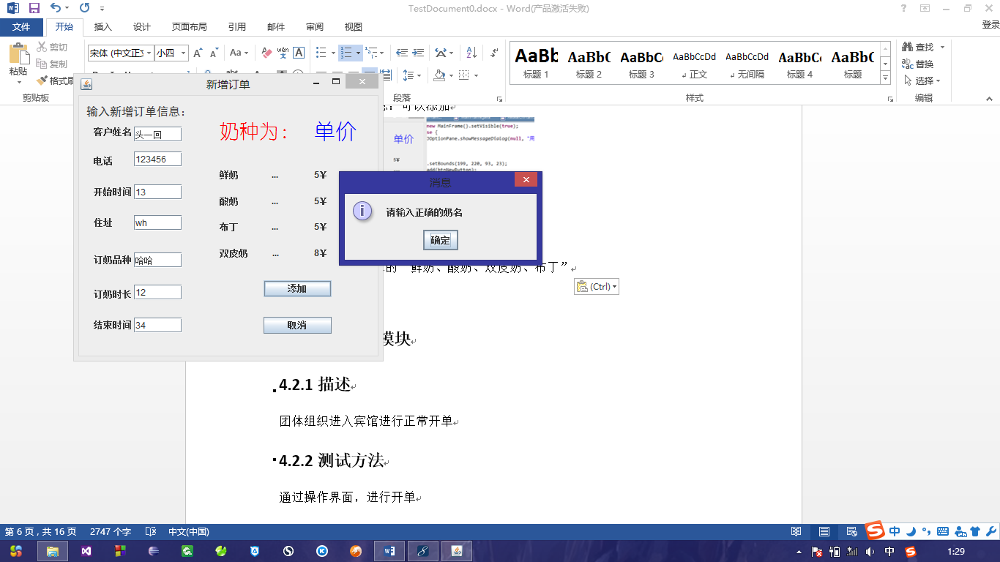 TestDocument0.docx - Word(产品激活失败)
文件 开始 插入 设计 页面布局 引用 邮件 审阅 视图 登录
粘贴 剪切 复制 格式刷 剪贴板
宋体 (中文正文 小四
段落
AaBb AaBbC AaBbC AaBbCcDd AaBbCcDd AaBbC AaBbC
标题 1 标题 2 标题 3 正文 无间隔 标题 4 标题
样式
查找 替换 选择 编辑
新增订单
输入新增订单信息：
客户姓名 头一回
电话 123456
开始时间 13
住址 wh
订奶品种 哈哈
订奶时长 12
结束时间 34
奶种为： 单价
鲜奶 ... 5¥
酸奶 ... 5¥
布丁 ... 5¥
双皮奶 ... 8¥
添加
取消
：可以添加
new MainFrame().setVisible(true);
单价
JOptionPane.showMessageDialog(null, "用
5¥
.setBounds(199, 220, 93, 23);
add(btnNewButton);
消息
请输入正确的奶名
确定
的“鲜奶、酸奶、双皮奶、布丁”
(Ctrl)
模块
4.2.1 描述
团体组织进入宾馆进行正常开单
4.2.2 测试方法
通过操作界面，进行开单
第 6 页 , 共 16 页 2747 个字 中文(中国)
中
中 1:29